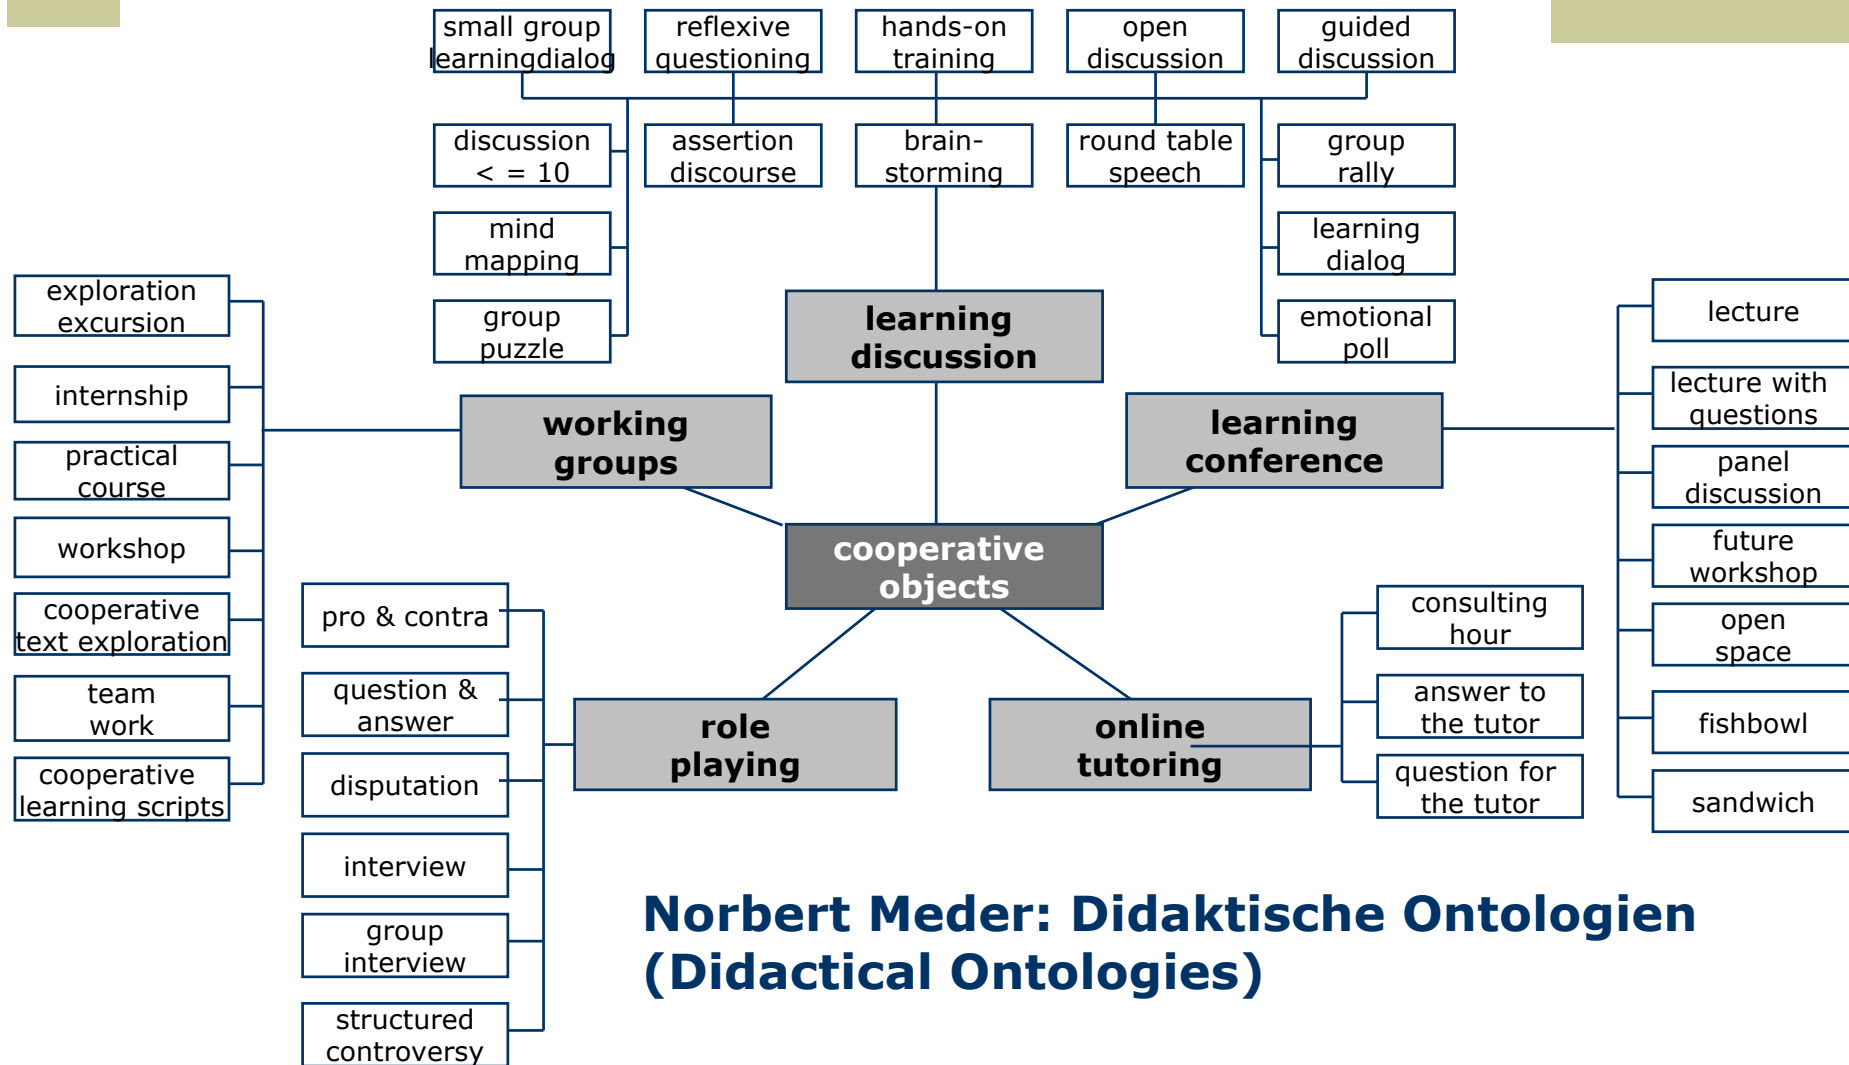 small group
learningdialog
reflexive
questioning
hands-on
training
open
discussion
guided
discussion
discussion
< = 10
assertion
discourse
brain-
storming
round table
speech
group
rally
mind
mapping
learning
dialog
group
puzzle
emotional
poll
learning
discussion
exploration
excursion
internship
practical
course
workshop
cooperative
text exploration
team
work
cooperative
learning scripts
working
groups
learning
conference
lecture
lecture with
questions
panel
discussion
future
workshop
open
space
fishbowl
sandwich
cooperative
objects
pro & contra
question &
answer
disputation
interview
group
interview
structured
controversy
role
playing
online
tutoring
consulting
hour
answer to
the tutor
question for
the tutor
Norbert Meder: Didaktische Ontologien
(Didactical Ontologies)